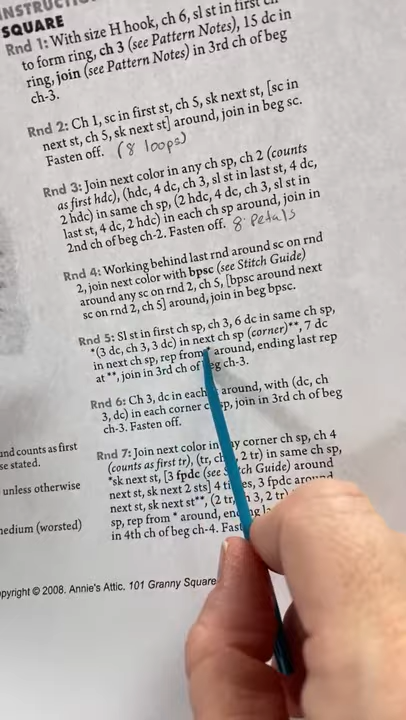 INSTRUC
SQUARE
Rnd 1: With size H hook, ch 6, sl st in first ch
to form ring, ch 3 (see Pattern Notes), 15 dc in
ring, join (see Pattern Notes) in 3rd ch of beg
ch-3.
Rnd 2: Ch 1, sc in first st, ch 5, sk next st, [sc in
next st, ch 5, sk next st] around, join in beg sc.
Fasten off. (8 loops)
Rnd 3: Join next color in any ch sp, ch 2 (counts
as first hdc), (hdc, 4 dc, ch 3, sl st in last st, 4 dc,
2 hdc) in same ch sp, (2 hdc, 4 dc, ch 3, sl st in
last st, 4 dc, 2 hdc) in each ch sp around, join in
2nd ch of beg ch-2. Fasten off. 8 petals
Rnd 4: Working behind last rnd around sc on rnd
2, join next color with bpsc (see Stitch Guide)
around any sc on rnd 2, ch 5, [bpsc around next
sc on rnd 2, ch 5] around, join in beg bpsc.
Rnd 5: Sl st in first ch sp, ch 3, 6 dc in same ch sp,
*(3 dc, ch 3, 3 dc) in next ch sp (corner)**, 7 dc
in next ch sp, rep from * around, ending last rep
at **, join in 3rd ch of beg ch-3.
Rnd 6: Ch 3, dc in each around, with (dc, ch
3, dc) in each corner sp, join in 3rd ch of beg
ch-3. Fasten off.
Rnd 7: Join next color in corner ch sp, ch 4
(counts as first tr), (tr, 2 tr) in same ch sp,
*sk next st, [3 fpdc (see Guide) around
next st, sk next 2 sts] 4 3 fpdc around
next st, sk next st**, (2 tr, 3, 2 tr)
sp, rep from * around,
in 4th ch of beg ch-4.
and counts as first
se stated.
unless otherwise
medium (worsted)
opyright © 2008. Annie's Attic. 101 Granny Square